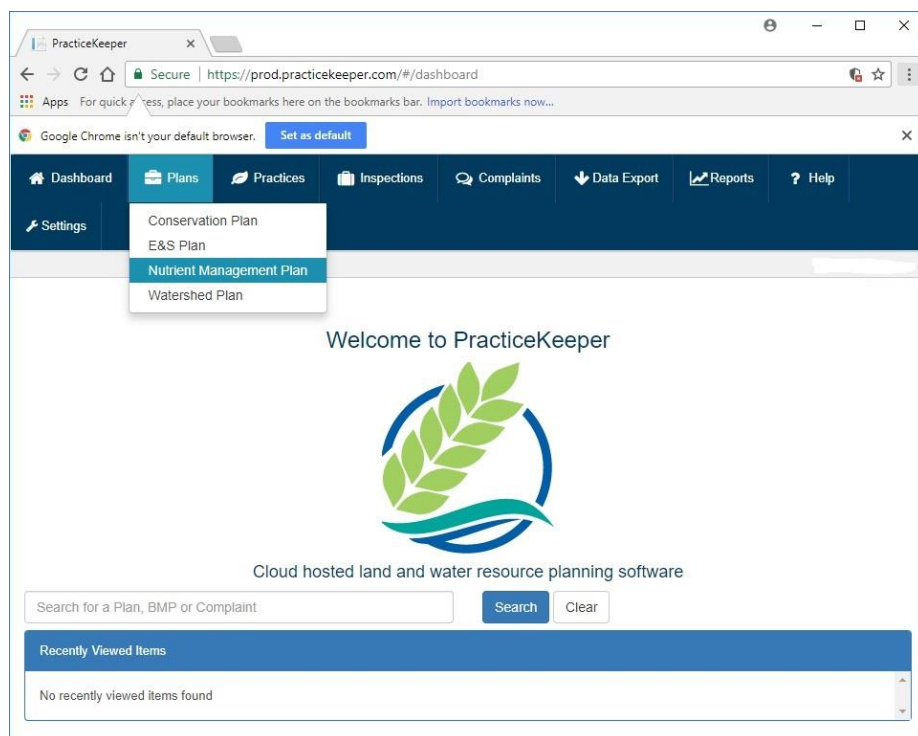 PracticeKeeper
Secure | https://prod.practicekeeper.com/#/dashboard
Apps For quick access, place your bookmarks here on the bookmarks bar. Import bookmarks now...
Google Chrome isn't your default browser. Set as default
Dashboard Plans Practices Inspections Complaints Data Export Reports ? Help
Settings
Conservation Plan
E&S Plan
Nutrient Management Plan
Watershed Plan
Welcome to PracticeKeeper
Cloud hosted land and water resource planning software
Search for a Plan, BMP or Complaint Search Clear
Recently Viewed Items
No recently viewed items found